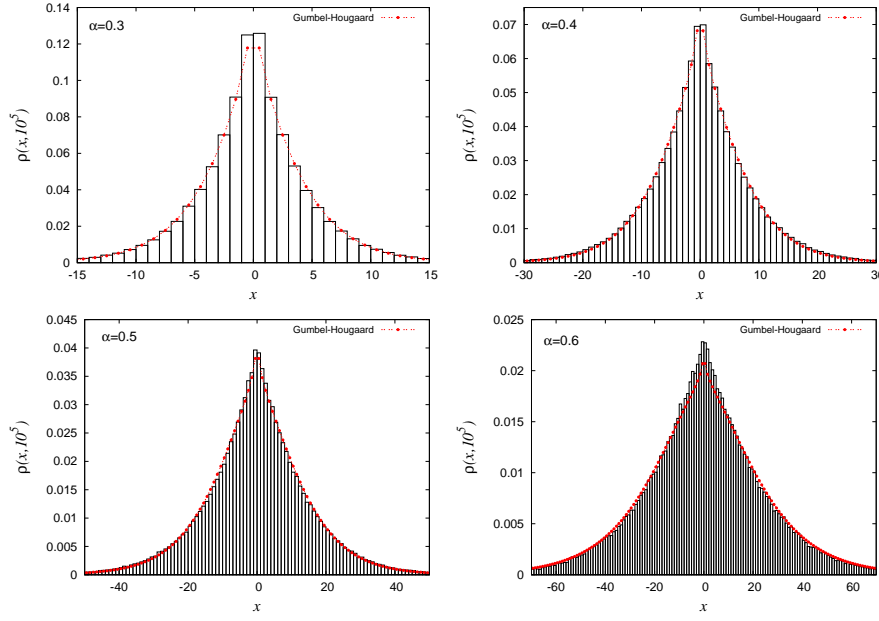 α=0.3
Gumbel-Hougaard
0.14
0.12
0.1
0.08
0.06
0.04
0.02
0
ρ(x,10⁵)
-15 -10 -5 0 5 10 15
x
α=0.4
Gumbel-Hougaard
0.07
0.06
0.05
0.04
0.03
0.02
0.01
0
ρ(x,10⁵)
-30 -20 -10 0 10 20 30
x
α=0.5
Gumbel-Hougaard
0.045
0.04
0.035
0.03
0.025
0.02
0.015
0.01
0.005
0
ρ(x,10⁵)
-40 -20 0 20 40
x
α=0.6
Gumbel-Hougaard
0.025
0.02
0.015
0.01
0.005
0
ρ(x,10⁵)
-60 -40 -20 0 20 40 60
x